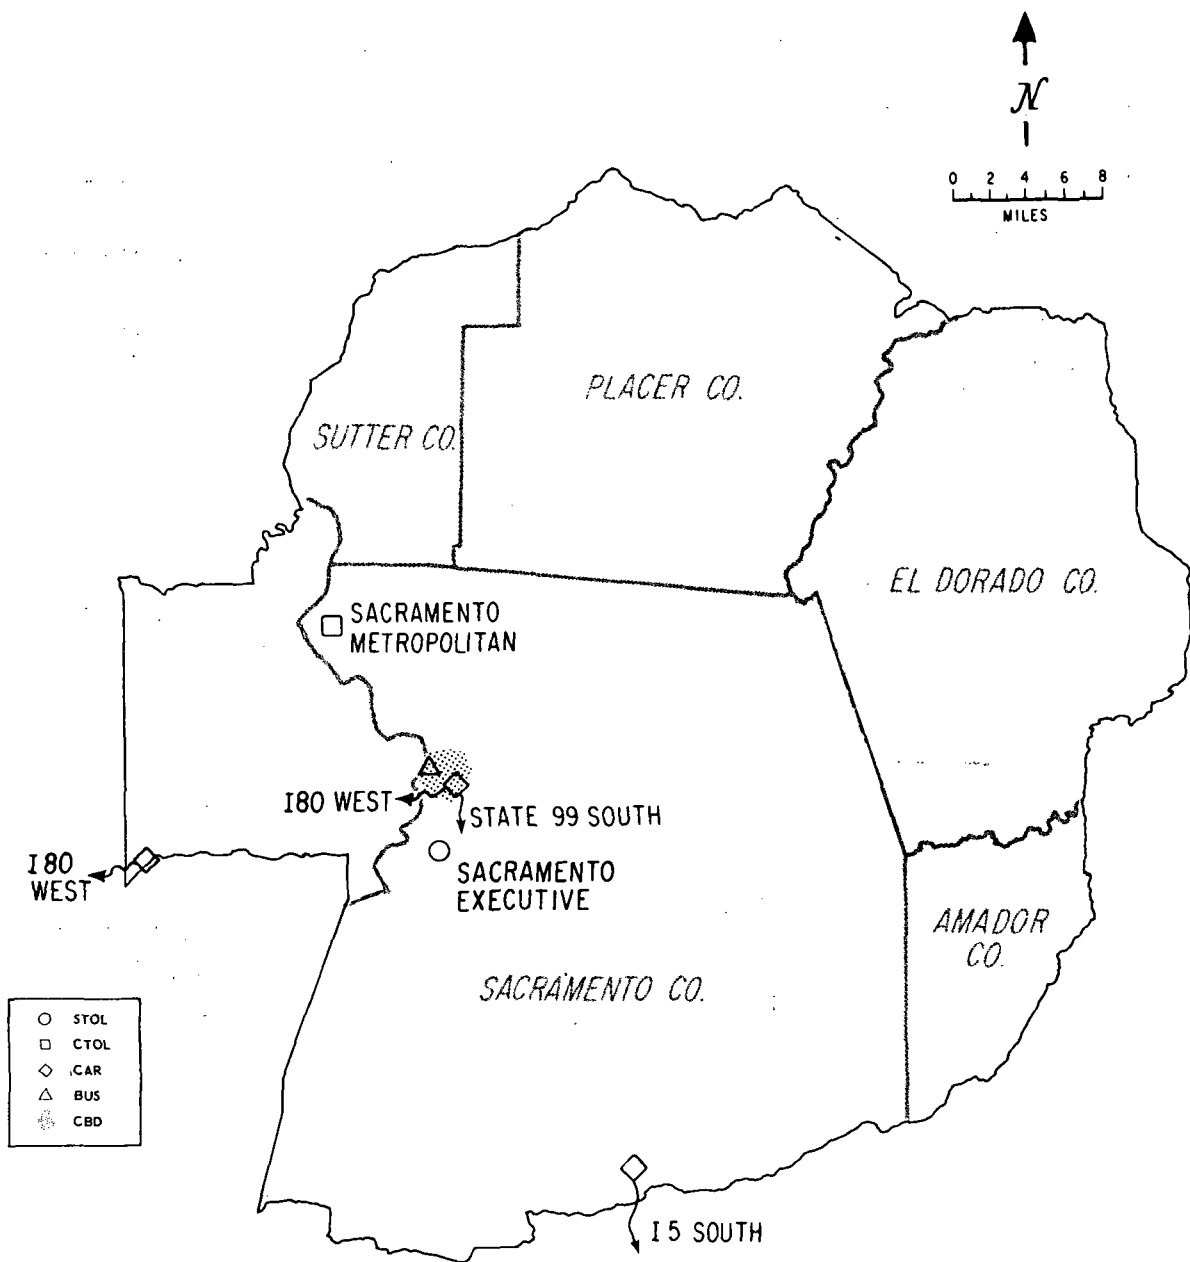 N
0 2 4 6 8
MILES
PLACER CO.
SUTTER CO.
EL DORADO CO.
SACRAMENTO
METROPOLITAN
I80 WEST
STATE 99 SOUTH
I80
WEST
SACRAMENTO
EXECUTIVE
AMADOR
CO.
SACRAMENTO CO.
STOL
CTOL
CAR
BUS
CBD
I5 SOUTH